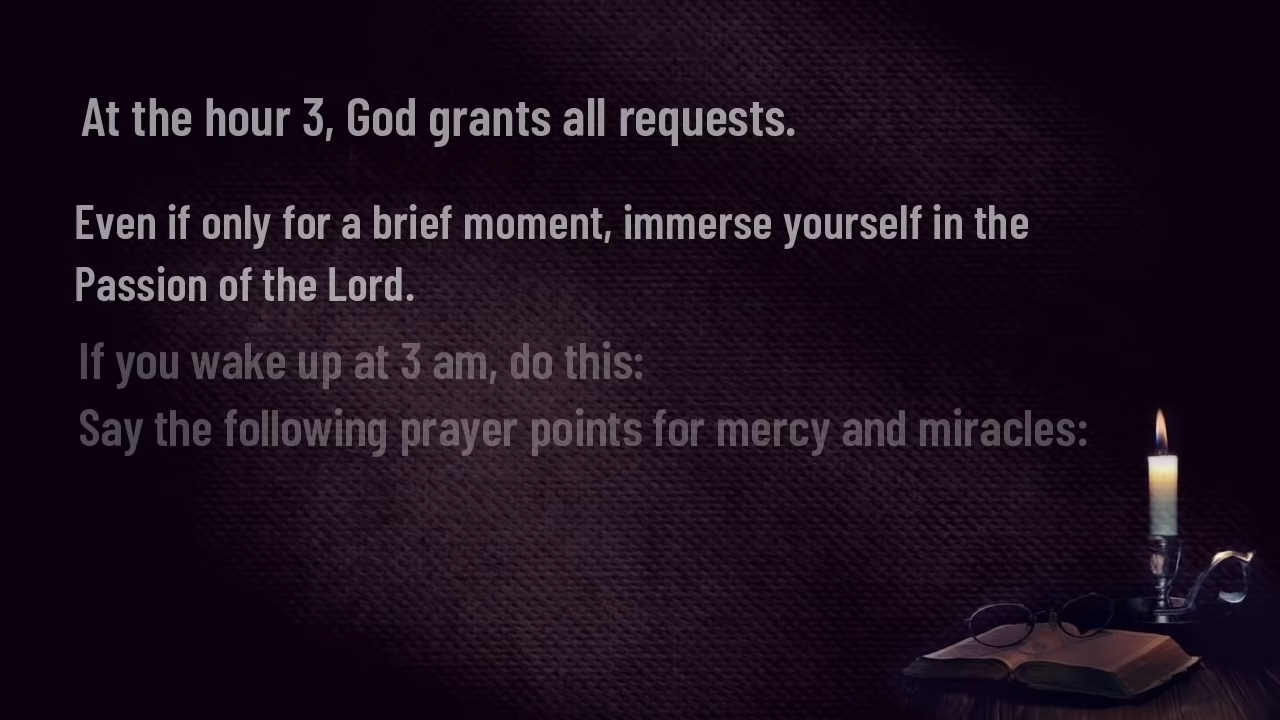 At the hour 3, God grants all requests.
Even if only for a brief moment, immerse yourself in the
Passion of the Lord.
If you wake up at 3 am, do this:
Say the following prayer points for mercy and miracles: